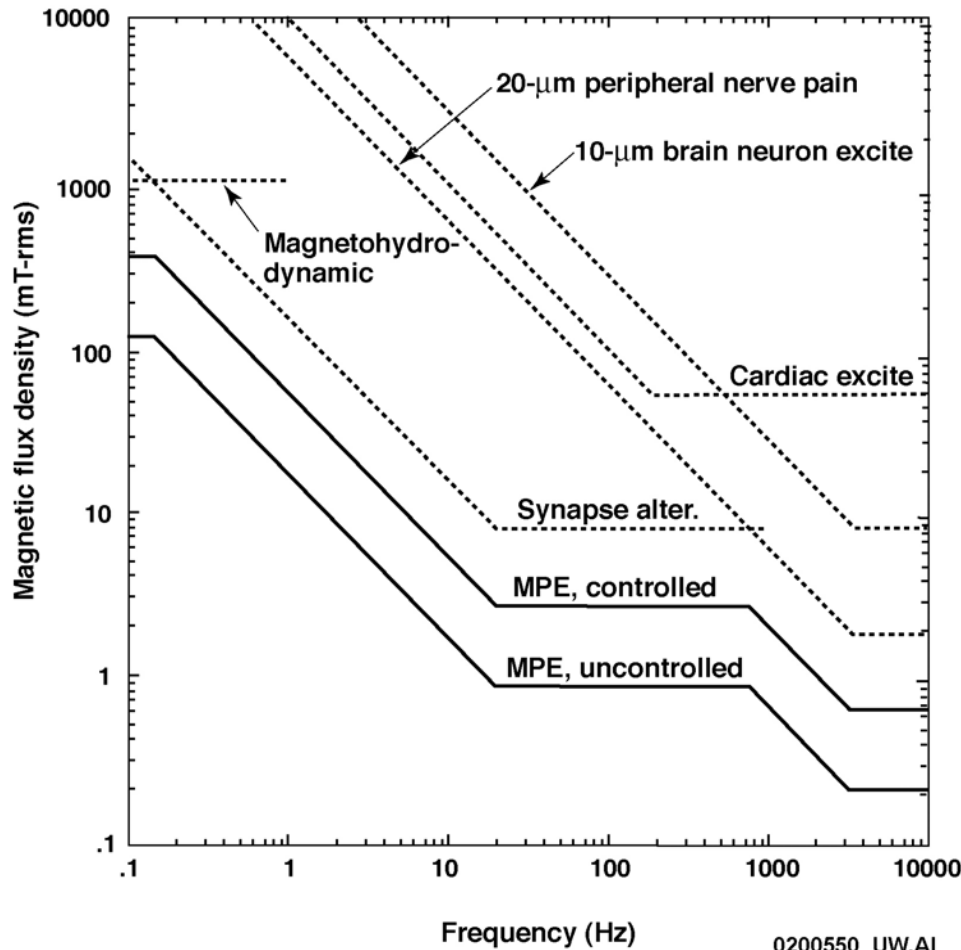 10000
1000
100
10
1
.1
Magnetic flux density (mT-rms)
20-μm peripheral nerve pain
10-μm brain neuron excite
Magnetohydro-
dynamic
Cardiac excite
Synapse alter.
MPE, controlled
MPE, uncontrolled
.1 1 10 100 1000 10000
Frequency (Hz)
0200550_UW.AI